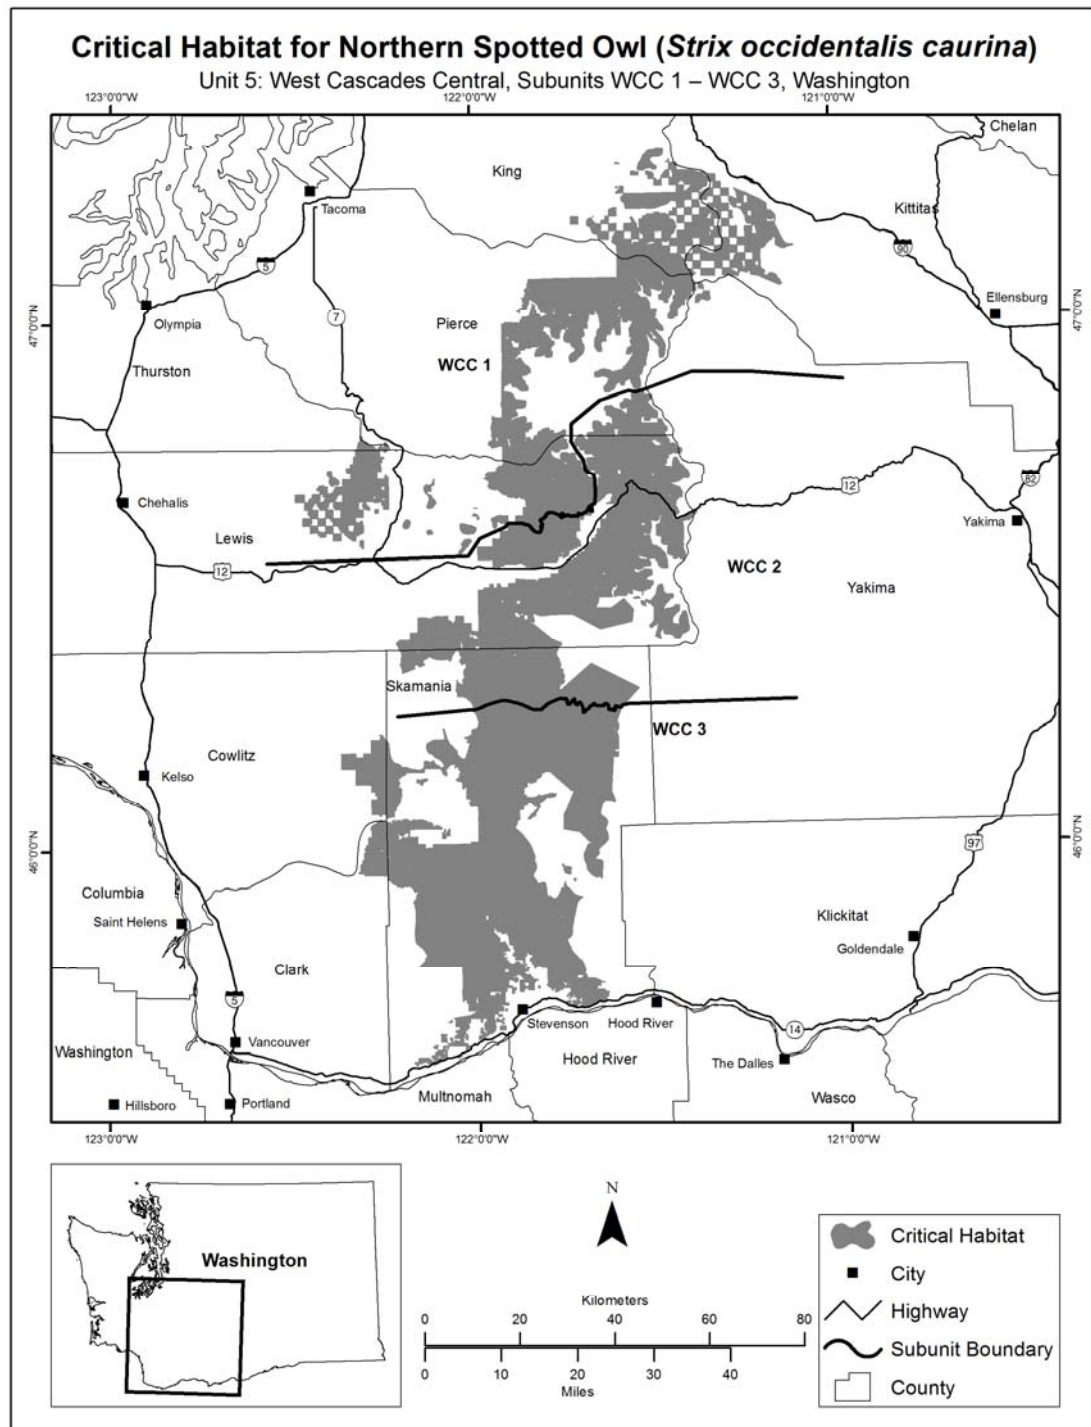 Critical Habitat for Northern Spotted Owl (Strix occidentalis caurina)
Unit 5: West Cascades Central, Subunits WCC 1 – WCC 3, Washington
123°0'0"W
122°0'0"W
121°0'0"W
Chelan
King
Tacoma
Kittitas
90
5
Ellensburg
47°0'0"N
47°0'0"N
Olympia
7
Pierce
Thurston
WCC 1
82
12
Chehalis
Yakima
Lewis
12
WCC 2
Yakima
Skamania
WCC 3
Cowlitz
Kelso
97
46°0'0"N
46°0'0"N
Columbia
Saint Helens
Klickitat
Goldendale
Clark
5
Stevenson
Hood River
14
Vancouver
Washington
Hood River
The Dalles
Multnomah
Wasco
Hillsboro
Portland
123°0'0"W
122°0'0"W
121°0'0"W
Washington
N
Kilometers
0 20 40 60 80
0 10 20 30 40
Miles
Critical Habitat
City
Highway
Subunit Boundary
County